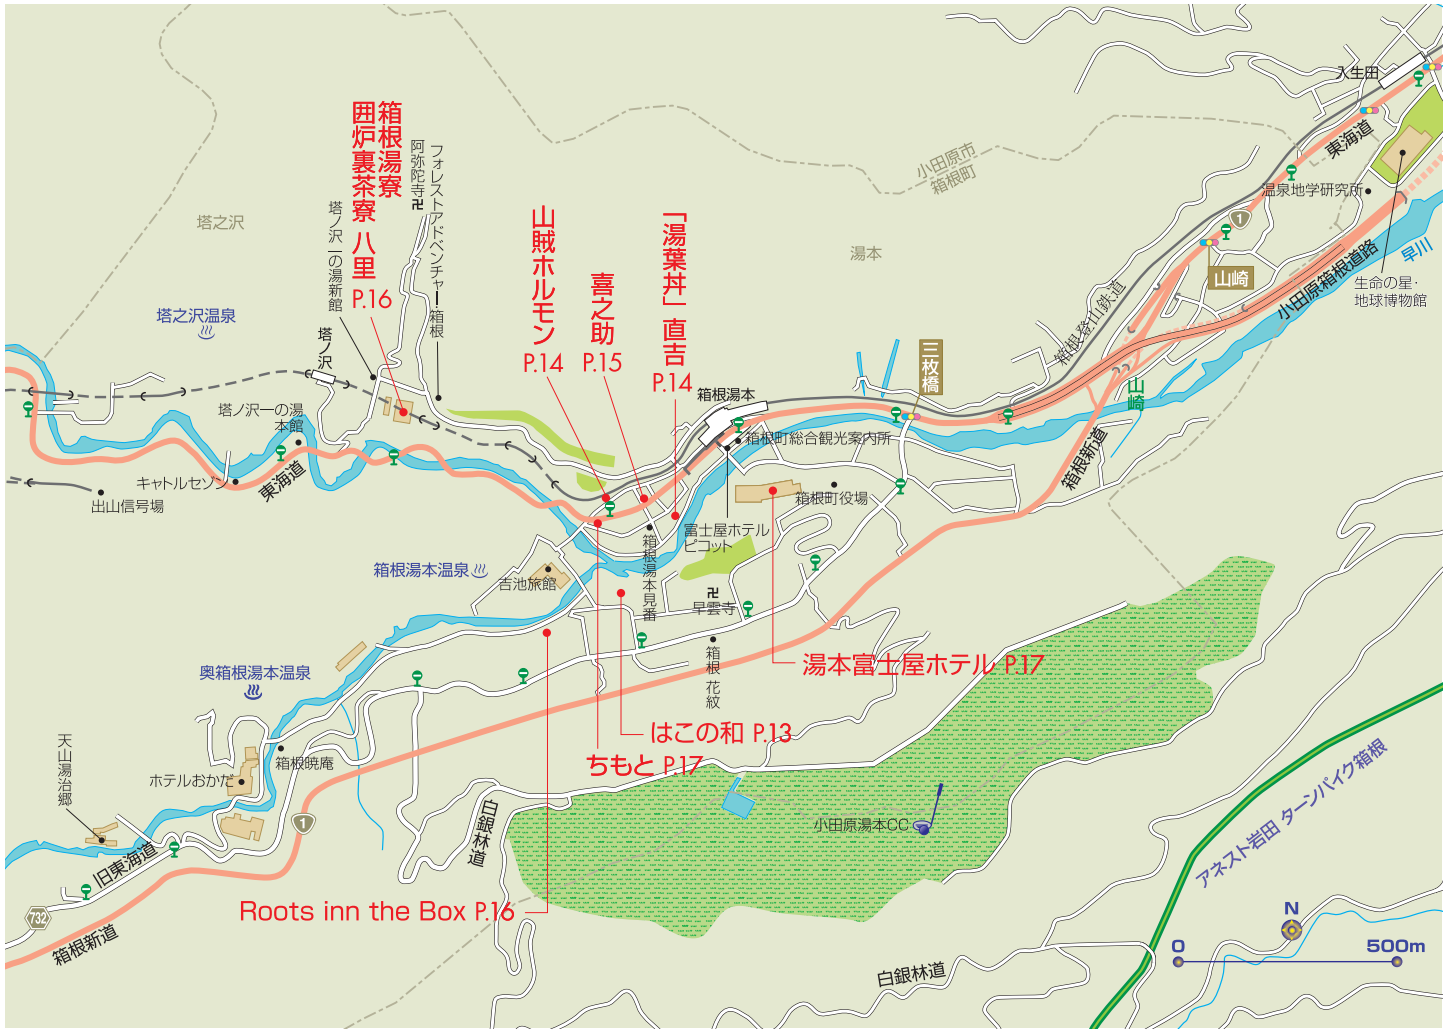 入生田
東海道
小田原市
箱根町
温泉地学研究所
1
早川
小田原箱根道路
生命の星・
地球博物館
山崎
箱根登山鉄道
湯本
三枚橋
山崎
箱根新道
箱根湯寮
囲炉裏茶寮 八里
P.16
阿弥陀寺
卍
フォレストアドベンチャー・箱根
塔ノ沢 一の湯新館
塔之沢
塔之沢温泉
塔ノ沢
山賊ホルモン
P.14
喜之助
P.15
「湯葉丼」直吉
P.14
箱根湯本
箱根町総合観光案内所
箱根町役場
富士屋ホテル
ピコット
塔ノ沢一の湯
本館
キャトルセゾン
東海道
出山信号場
箱根湯本温泉
吉池旅館
箱根湯本見番
卍
早雲寺
箱根 花紋
湯本富士屋ホテル P.17
はこの和 P.13
ちもと P.17
奥箱根湯本温泉
天山湯治郷
ホテルおかだ
箱根暁庵
1
旧東海道
732
箱根新道
白銀林道
Roots inn the Box P.16
小田原湯本CC
アネスト岩田 ターンパイク箱根
白銀林道
N
0
500m